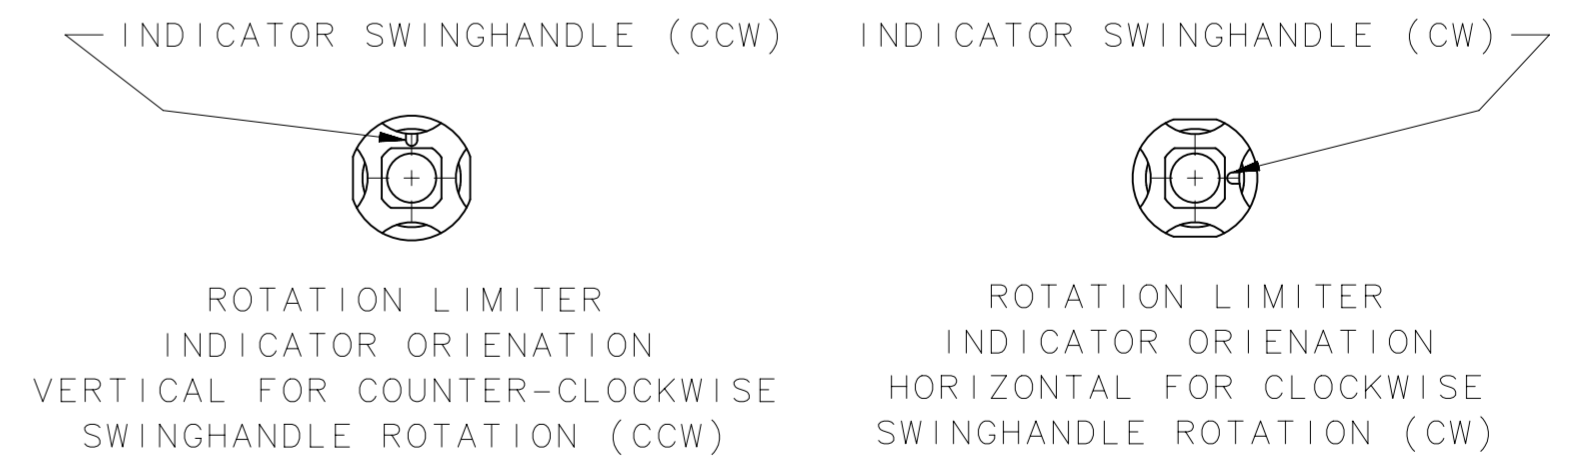 INDICATOR SWINGHANDLE (CCW)
INDICATOR SWINGHANDLE (CW)
ROTATION LIMITER
INDICATOR ORIENATION
VERTICAL FOR COUNTER-CLOCKWISE
SWINGHANDLE ROTATION (CCW)
ROTATION LIMITER
INDICATOR ORIENATION
HORIZONTAL FOR CLOCKWISE
SWINGHANDLE ROTATION (CW)